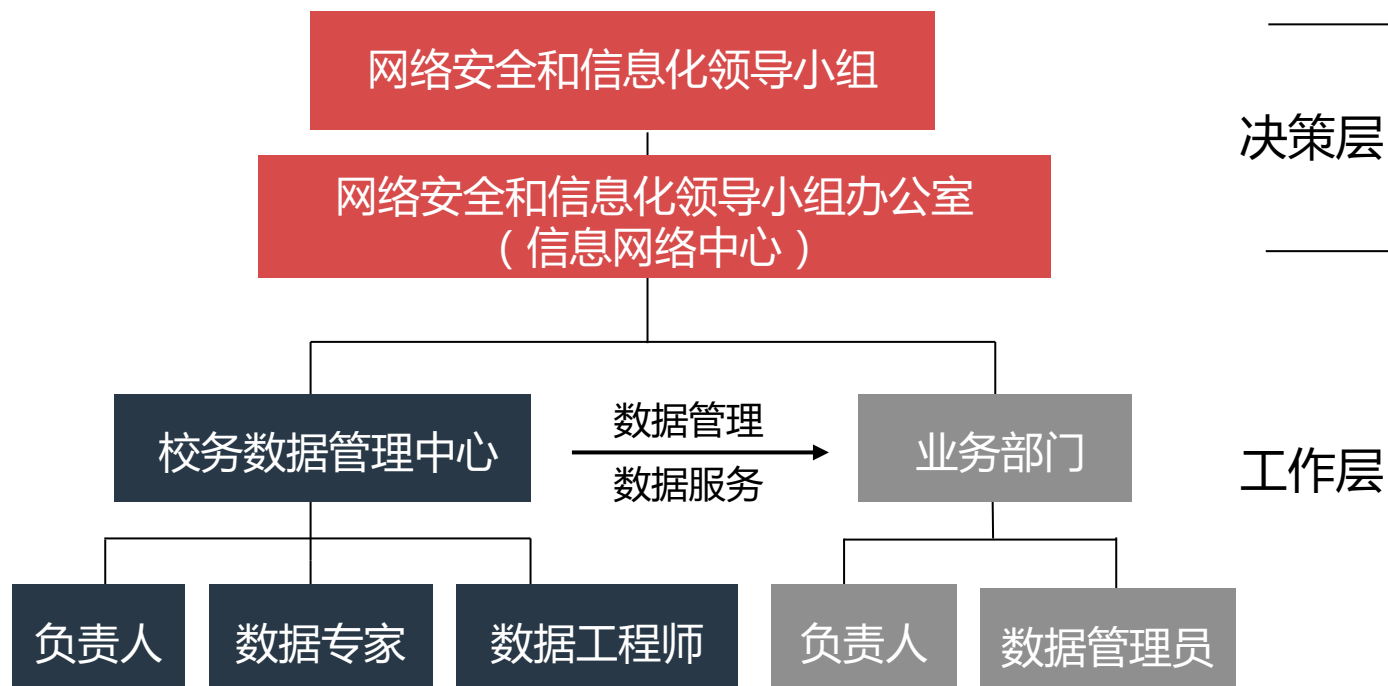 网络安全和信息化领导小组
决策层
网络安全和信息化领导小组办公室
（信息网络中心）
校务数据管理中心
数据管理
数据服务
业务部门
工作层
负责人
数据专家
数据工程师
负责人
数据管理员